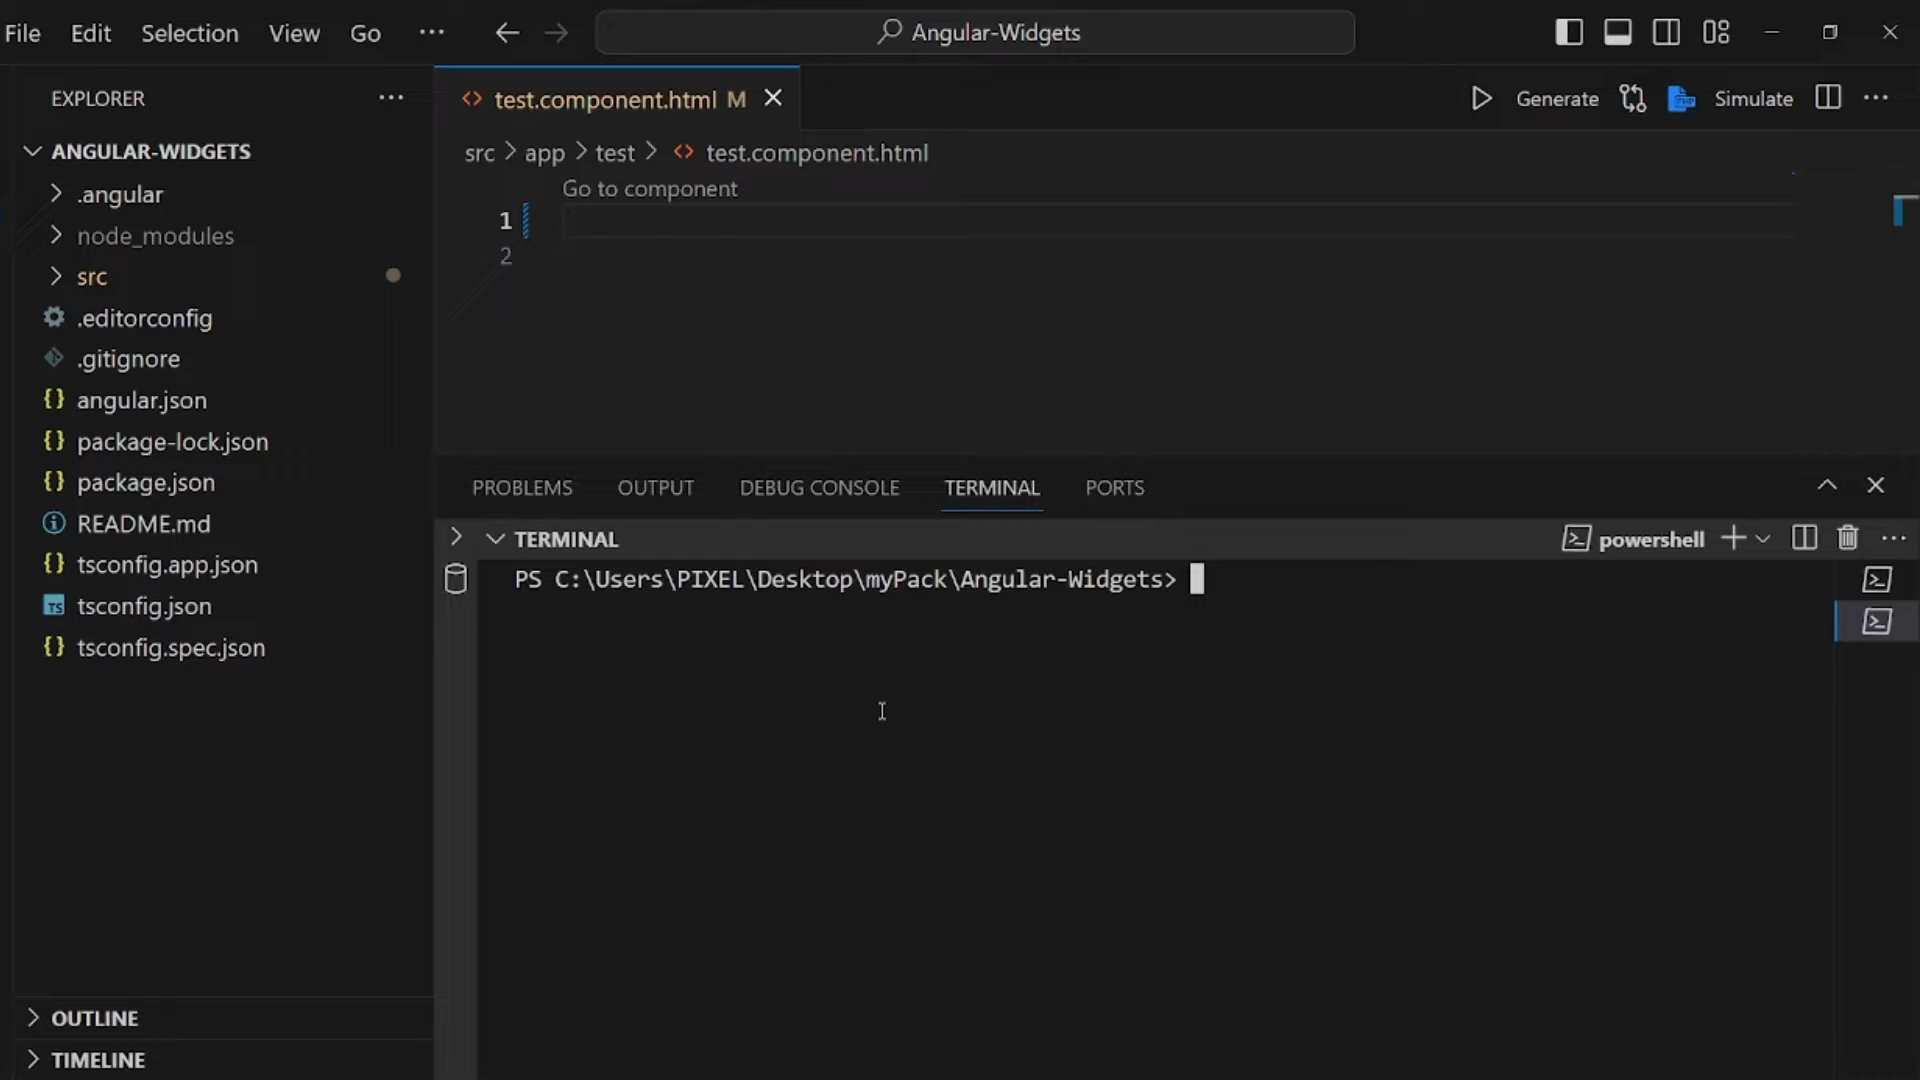 File Edit Selection View Go ··· Angular-Widgets
EXPLORER ···
ANGULAR-WIDGETS
.angular
node_modules
src
.editorconfig
.gitignore
{} angular.json
{} package-lock.json
{} package.json
README.md
{} tsconfig.app.json
TS tsconfig.json
{} tsconfig.spec.json
OUTLINE
TIMELINE
<> test.component.html M
Generate Simulate ···
src > app > test > <> test.component.html
Go to component
1
2
PROBLEMS OUTPUT DEBUG CONSOLE TERMINAL PORTS
TERMINAL powershell ···
PS C:\Users\PIXEL\Desktop\myPack\Angular-Widgets>